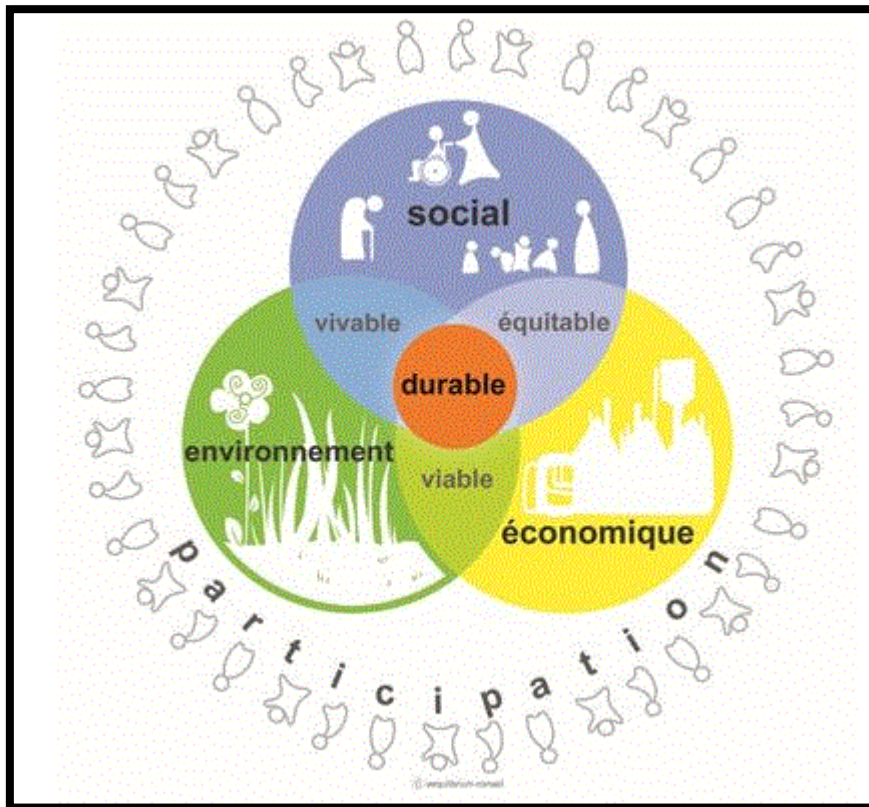 social
vivable
équitable
durable
environnement
viable
économique
participation